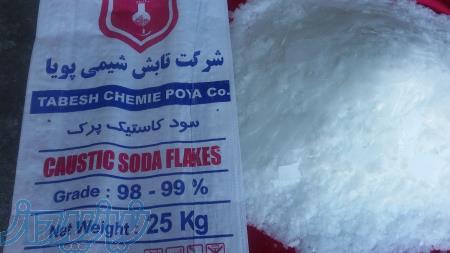 شرکت تابش شیمی پویا
TABESH CHEMIE POYA Co.
سود کاستیک پرک
CAUSTIC SODA FLAKES
Grade : 98 - 99 %
Net Weight : 25 Kg